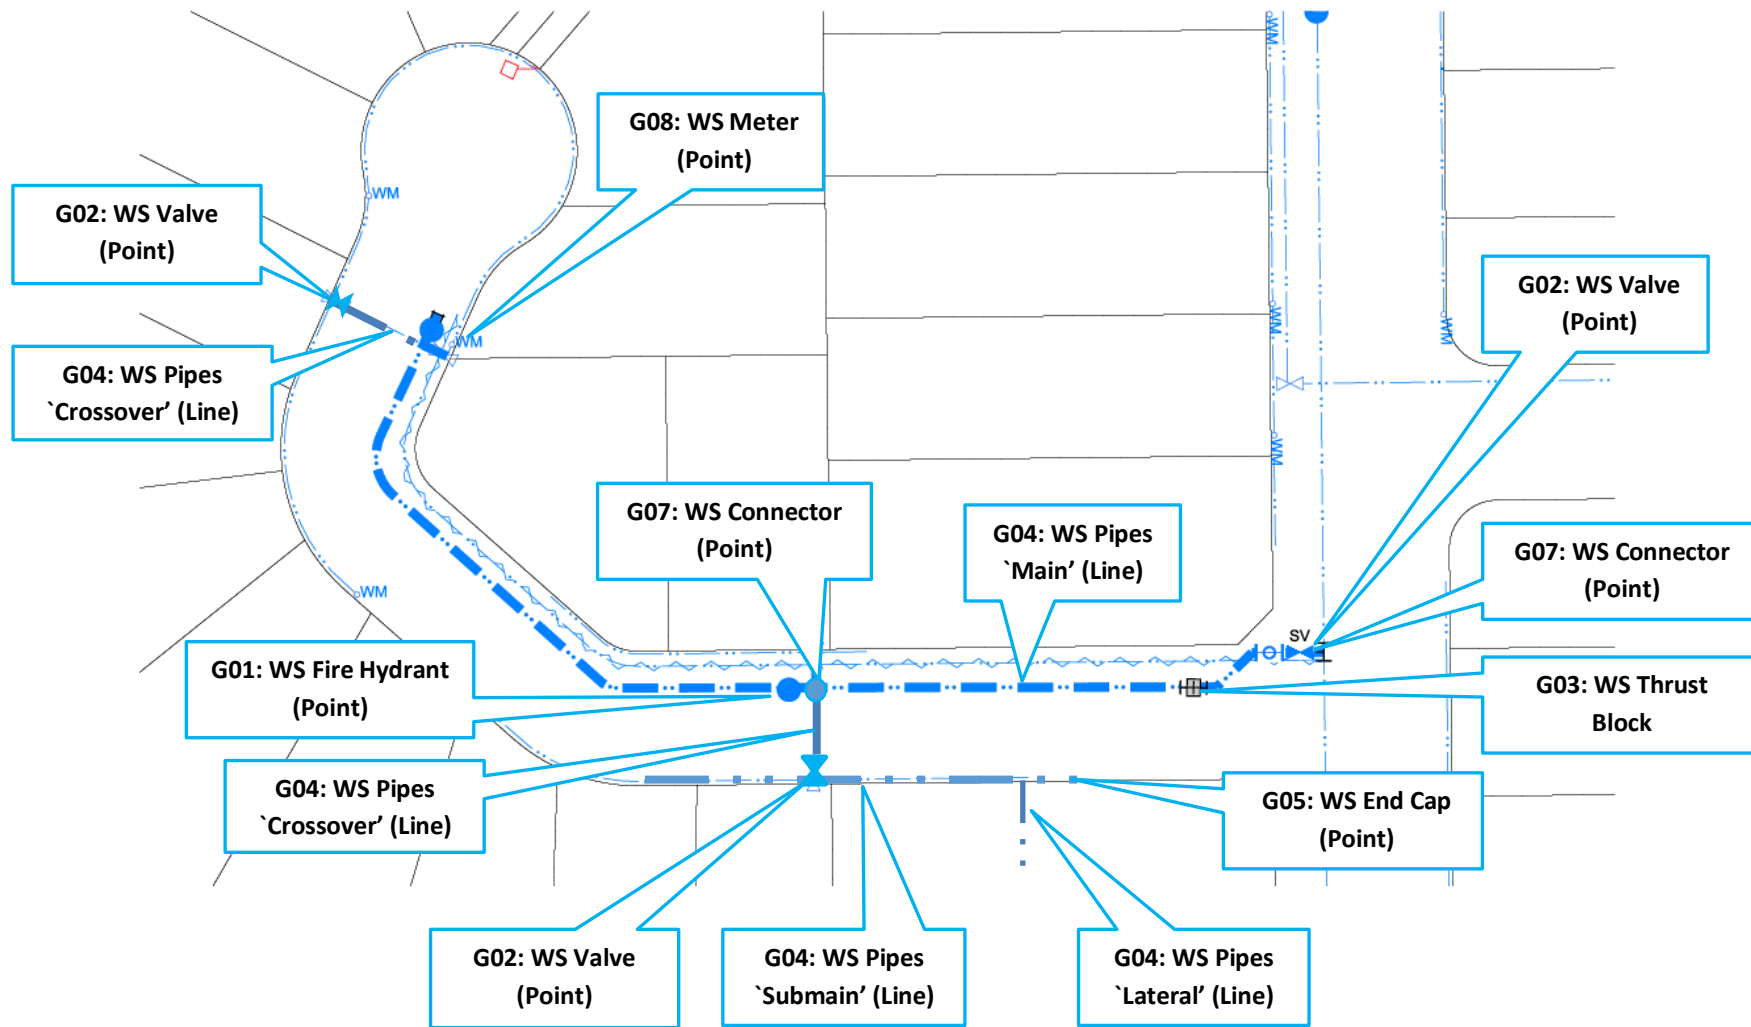 WM
G08: WS Meter
(Point)
WM
G02: WS Valve
(Point)
G02: WS Valve
(Point)
WM
WM
WM
G04: WS Pipes
`Crossover’ (Line)
WM
G07: WS Connector
(Point)
G04: WS Pipes
`Main’ (Line)
G07: WS Connector
(Point)
WM
SV
G01: WS Fire Hydrant
(Point)
G03: WS Thrust
Block
G04: WS Pipes
`Crossover’ (Line)
G05: WS End Cap
(Point)
G02: WS Valve
(Point)
G04: WS Pipes
`Submain’ (Line)
G04: WS Pipes
`Lateral’ (Line)